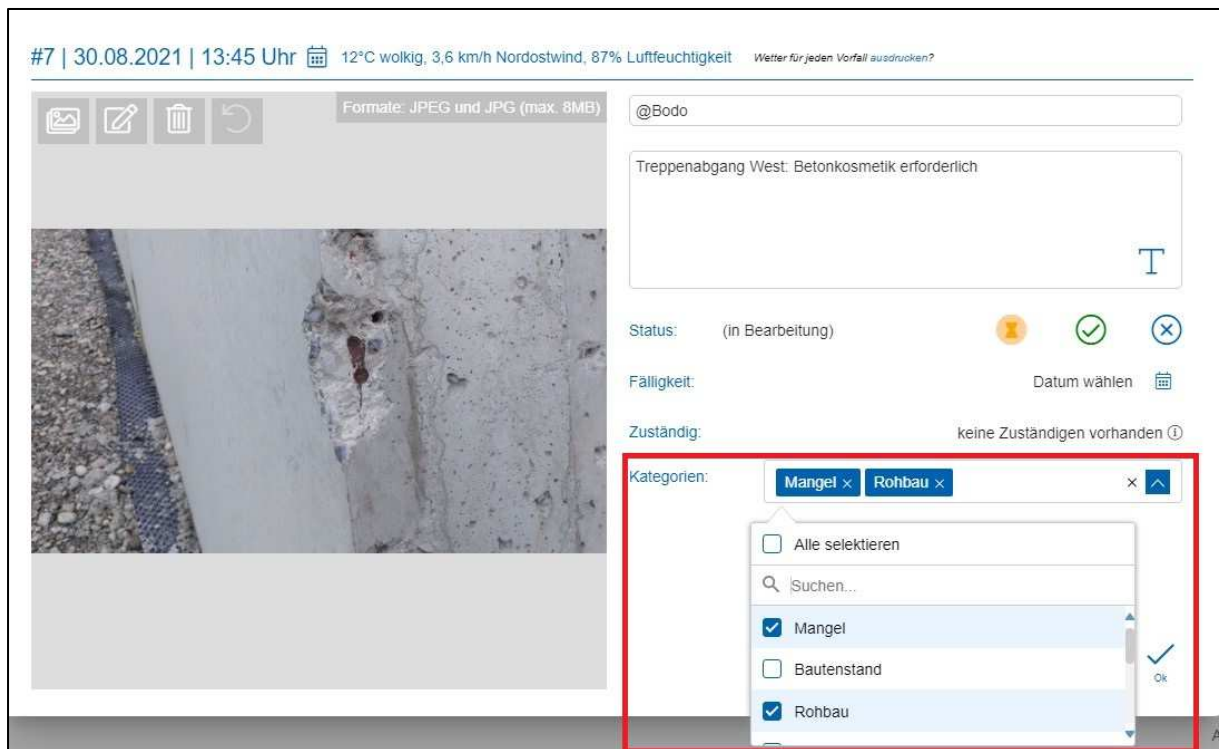 #7 | 30.08.2021 | 13:45 Uhr 12°C wolkig, 3,6 km/h Nordostwind, 87% Luftfeuchtigkeit Wetter für jeden Vorfall ausdrucken?
Formate: JPEG und JPG (max. 8MB)
@Bodo
Treppenabgang West: Betonkosmetik erforderlich
T
Status: (in Bearbeitung)
Fälligkeit: Datum wählen
Zuständig: keine Zuständigen vorhanden
Kategorien: Mangel × Rohbau ×
Alle selektieren
Suchen...
Mangel
Bautenstand
Rohbau
Ok